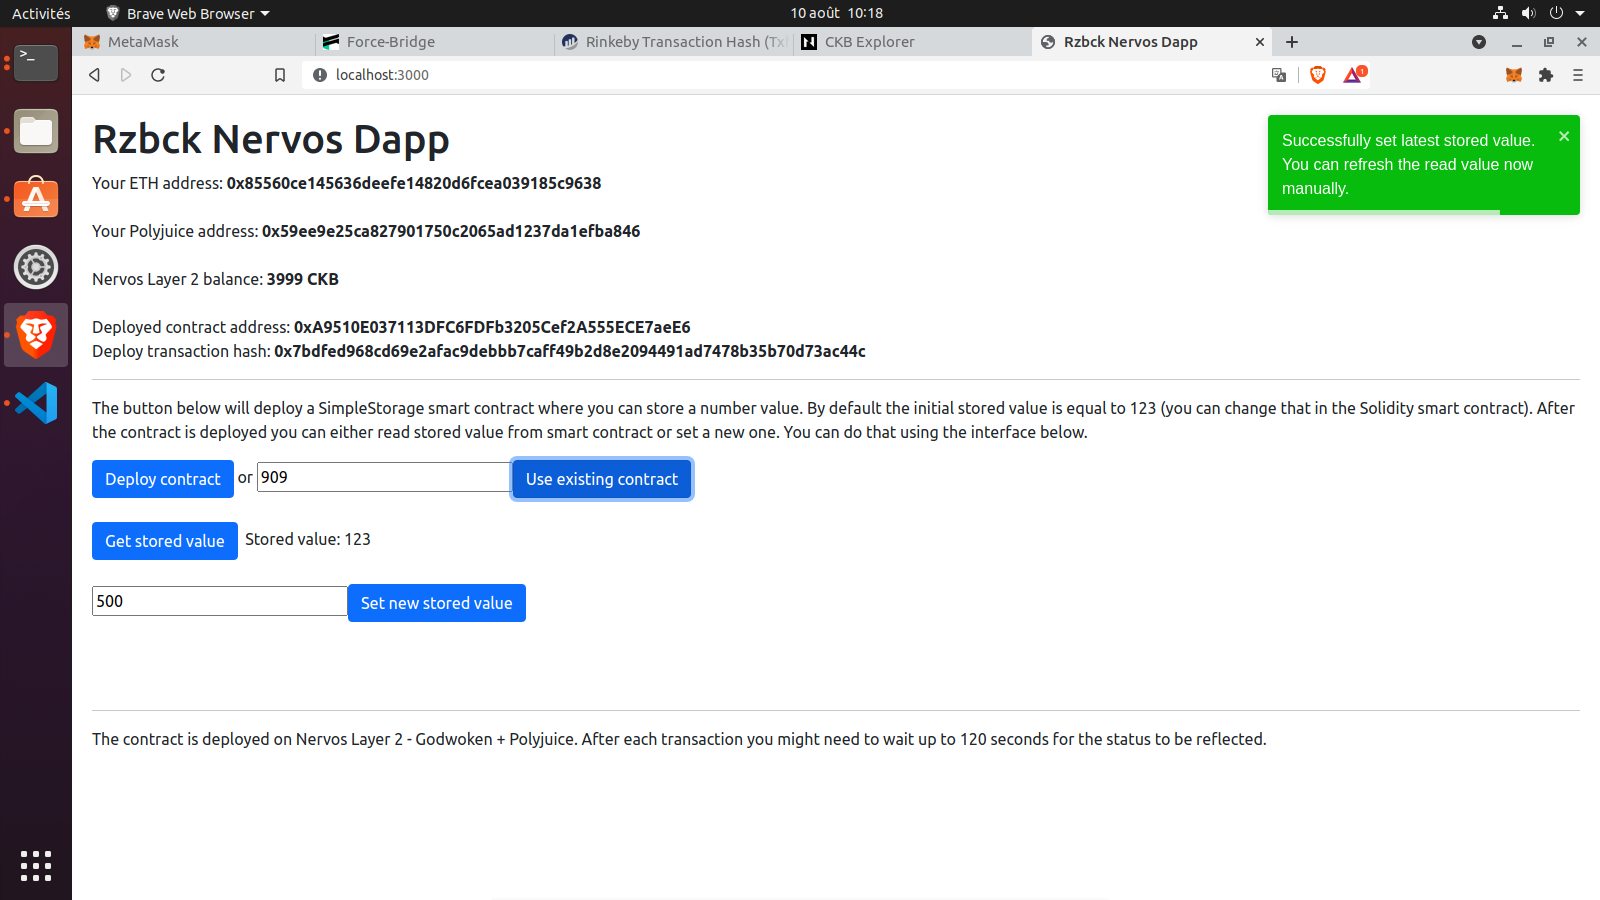 Activités
Brave Web Browser
10 août 10:18
MetaMask
Force-Bridge
Rinkeby Transaction Hash (Tx
CKB Explorer
Rzbck Nervos Dapp
localhost:3000
1
Rzbck Nervos Dapp
Your ETH address: 0x85560ce145636deefe14820d6fcea039185c9638
Your Polyjuice address: 0x59ee9e25ca827901750c2065ad1237da1efba846
Nervos Layer 2 balance: 3999 CKB
Deployed contract address: 0xA9510E037113DFC6FDFb3205Cef2A555ECE7aeE6
Deploy transaction hash: 0x7bdfed968cd69e2afac9debbb7caff49b2d8e2094491ad7478b35b70d73ac44c
Successfully set latest stored value.
You can refresh the read value now
manually.
The button below will deploy a SimpleStorage smart contract where you can store a number value. By default the initial stored value is equal to 123 (you can change that in the Solidity smart contract). After
the contract is deployed you can either read stored value from smart contract or set a new one. You can do that using the interface below.
Deploy contract or 909 Use existing contract
Get stored value Stored value: 123
500 Set new stored value
The contract is deployed on Nervos Layer 2 - Godwoken + Polyjuice. After each transaction you might need to wait up to 120 seconds for the status to be reflected.